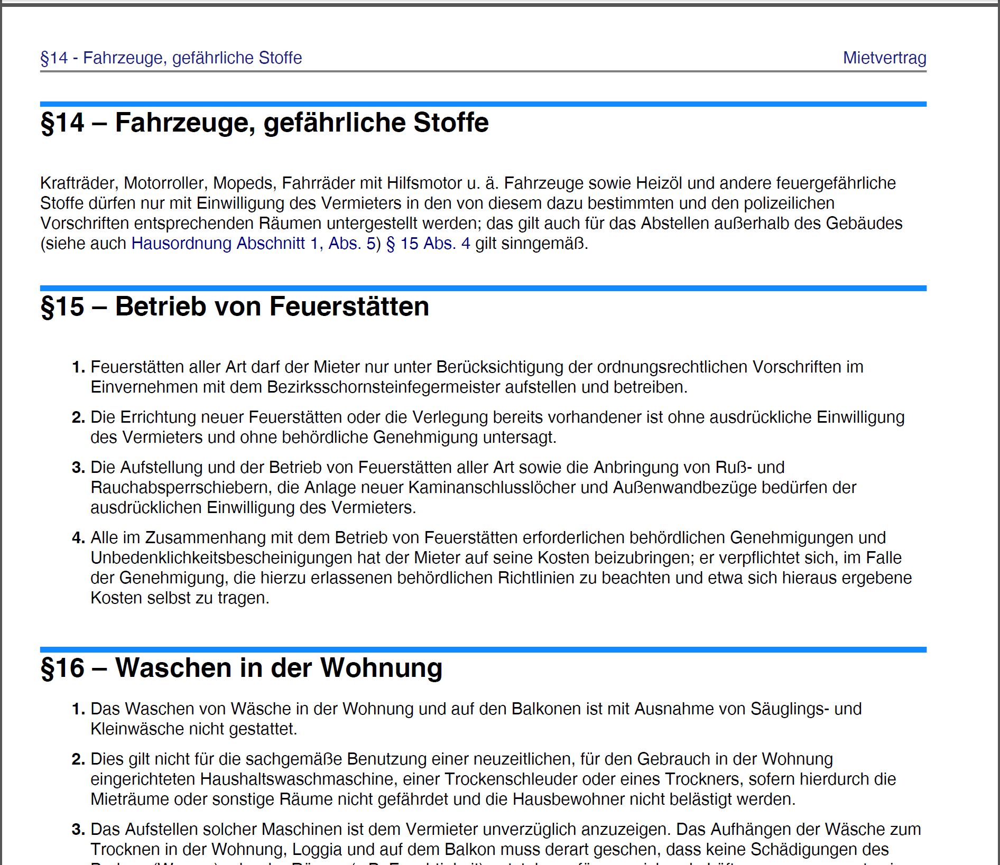 §14 - Fahrzeuge, gefährliche Stoffe Mietvertrag
§14 – Fahrzeuge, gefährliche Stoffe
Krafträder, Motorroller, Mopeds, Fahrräder mit Hilfsmotor u. ä. Fahrzeuge sowie Heizöl und andere feuergefährliche
Stoffe dürfen nur mit Einwilligung des Vermieters in den von diesem dazu bestimmten und den polizeilichen
Vorschriften entsprechenden Räumen untergestellt werden; das gilt auch für das Abstellen außerhalb des Gebäudes
(siehe auch Hausordnung Abschnitt 1, Abs. 5) § 15 Abs. 4 gilt sinngemäß.
§15 – Betrieb von Feuerstätten
1. Feuerstätten aller Art darf der Mieter nur unter Berücksichtigung der ordnungsrechtlichen Vorschriften im
Einvernehmen mit dem Bezirksschornsteinfegermeister aufstellen und betreiben.
2. Die Errichtung neuer Feuerstätten oder die Verlegung bereits vorhandener ist ohne ausdrückliche Einwilligung
des Vermieters und ohne behördliche Genehmigung untersagt.
3. Die Aufstellung und der Betrieb von Feuerstätten aller Art sowie die Anbringung von Ruß- und
Rauchabsperrschiebern, die Anlage neuer Kaminanschlusslöcher und Außenwandbezüge bedürfen der
ausdrücklichen Einwilligung des Vermieters.
4. Alle im Zusammenhang mit dem Betrieb von Feuerstätten erforderlichen behördlichen Genehmigungen und
Unbedenklichkeitsbescheinigungen hat der Mieter auf seine Kosten beizubringen; er verpflichtet sich, im Falle
der Genehmigung, die hierzu erlassenen behördlichen Richtlinien zu beachten und etwa sich hieraus ergebene
Kosten selbst zu tragen.
§16 – Waschen in der Wohnung
1. Das Waschen von Wäsche in der Wohnung und auf den Balkonen ist mit Ausnahme von Säuglings- und
Kleinwäsche nicht gestattet.
2. Dies gilt nicht für die sachgemäße Benutzung einer neuzeitlichen, für den Gebrauch in der Wohnung
eingerichteten Haushaltswaschmaschine, einer Trockenschleuder oder eines Trockners, sofern hierdurch die
Mieträume oder sonstige Räume nicht gefährdet und die Hausbewohner nicht belästigt werden.
3. Das Aufstellen solcher Maschinen ist dem Vermieter unverzüglich anzuzeigen. Das Aufhängen der Wäsche zum
Trocknen in der Wohnung, Loggia und auf dem Balkon muss derart geschen, dass keine Schädigungen des